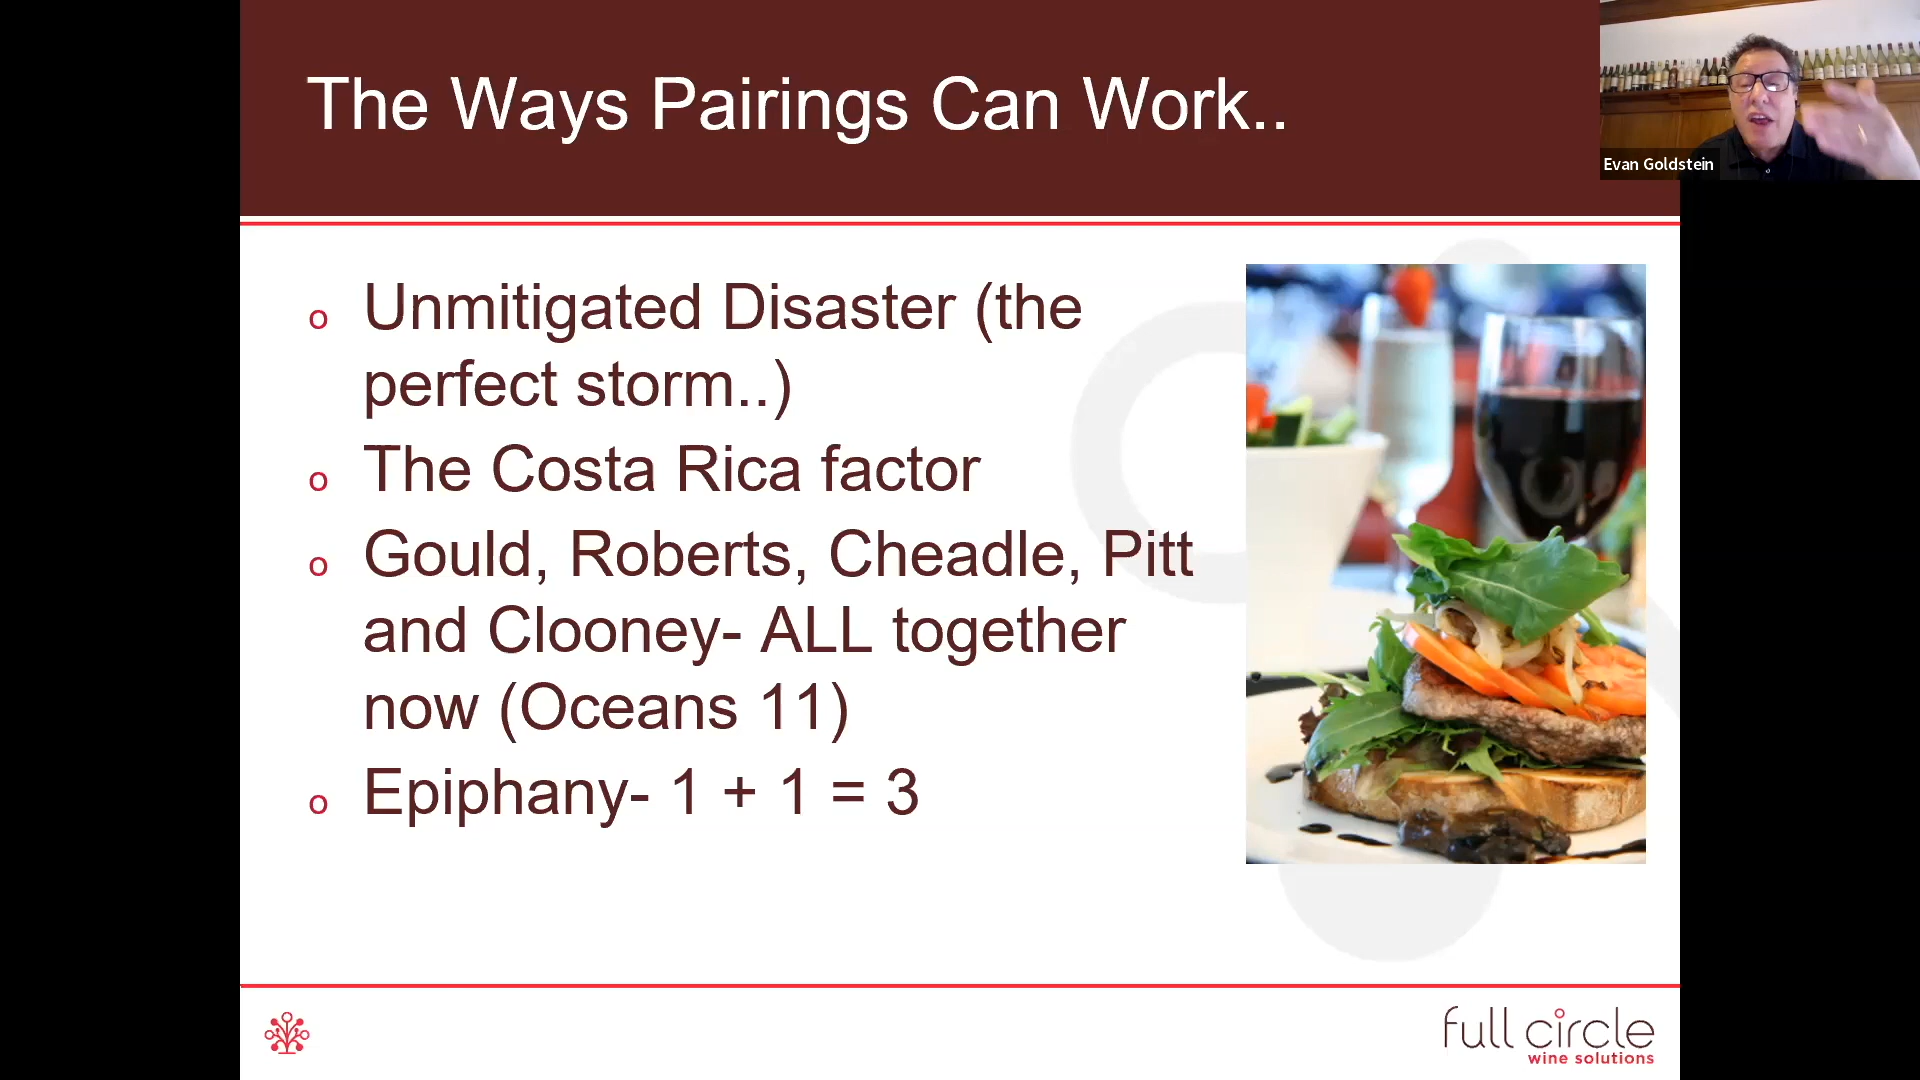 The Ways Pairings Can Work..
Evan Goldstein
o Unmitigated Disaster (the
perfect storm..)
o The Costa Rica factor
o Gould, Roberts, Cheadle, Pitt
and Clooney- ALL together
now (Oceans 11)
o Epiphany- 1 + 1 = 3
full circle
wine solutions